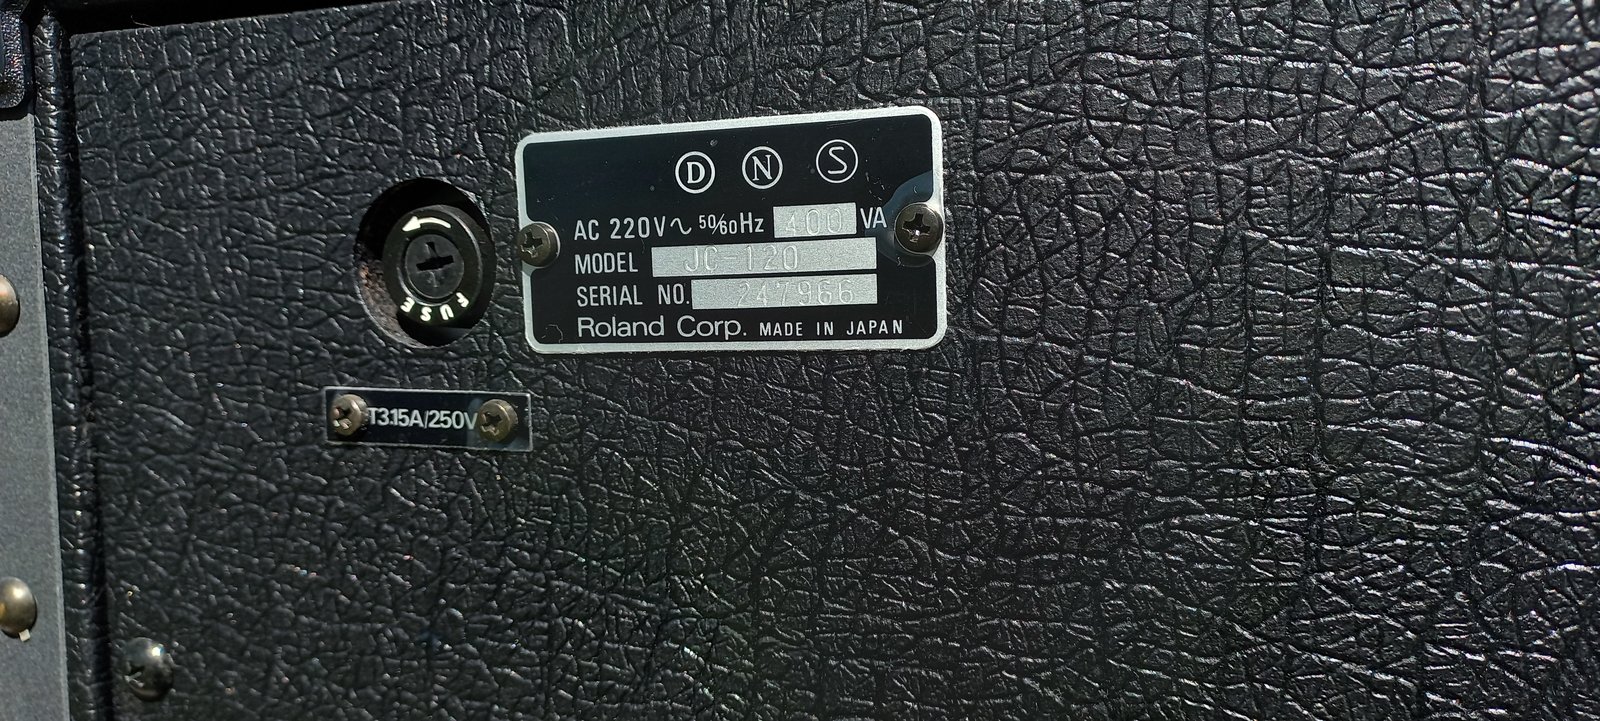 D N S
AC 220V~ 50/60Hz 400 VA
MODEL JC-120
SERIAL NO. 247966
Roland Corp. MADE IN JAPAN
FUSE
T3.15A/250V